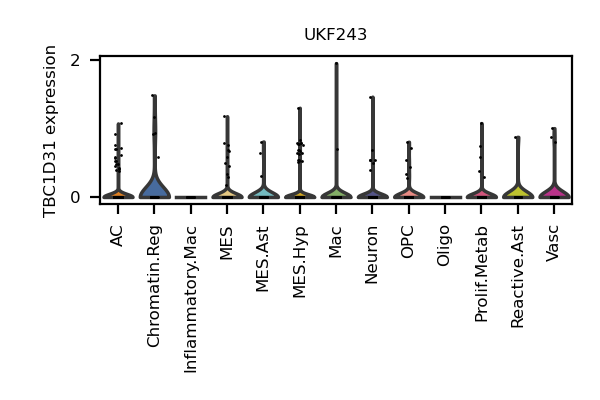 UKF243
TBC1D31 expression
2
0
AC
Chromatin.Reg
Inflammatory.Mac
MES
MES.Ast
MES.Hyp
Mac
Neuron
OPC
Oligo
Prolif.Metab
Reactive.Ast
Vasc